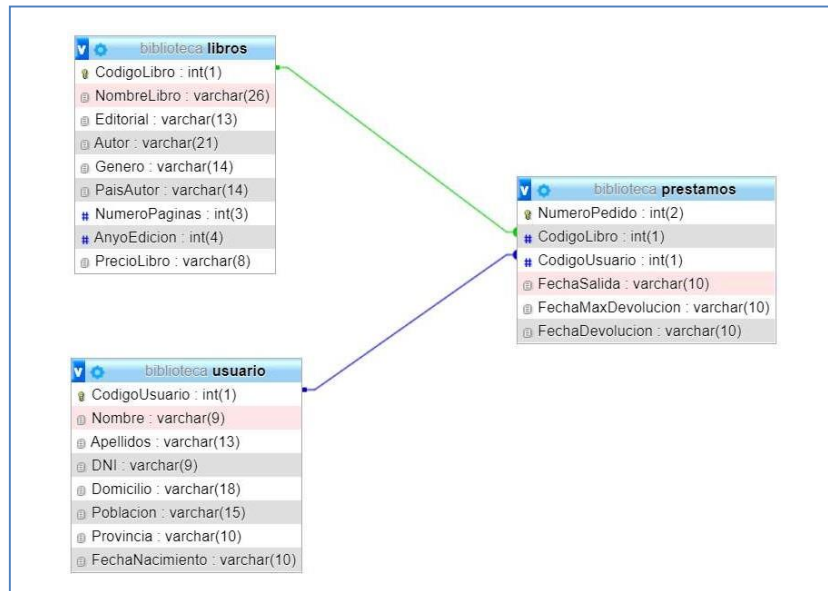 biblioteca libros
CodigoLibro : int(1)
NombreLibro : varchar(26)
Editorial : varchar(13)
Autor : varchar(21)
Genero : varchar(14)
PaisAutor : varchar(14)
# NumeroPaginas : int(3)
# AnyoEdicion : int(4)
PrecioLibro : varchar(8)
biblioteca prestamos
NumeroPedido : int(2)
# CodigoLibro : int(1)
# CodigoUsuario : int(1)
FechaSalida : varchar(10)
FechaMaxDevolucion : varchar(10)
FechaDevolucion : varchar(10)
biblioteca usuario
CodigoUsuario : int(1)
Nombre : varchar(9)
Apellidos : varchar(13)
DNI : varchar(9)
Domicilio : varchar(18)
Poblacion : varchar(15)
Provincia : varchar(10)
FechaNacimiento : varchar(10)